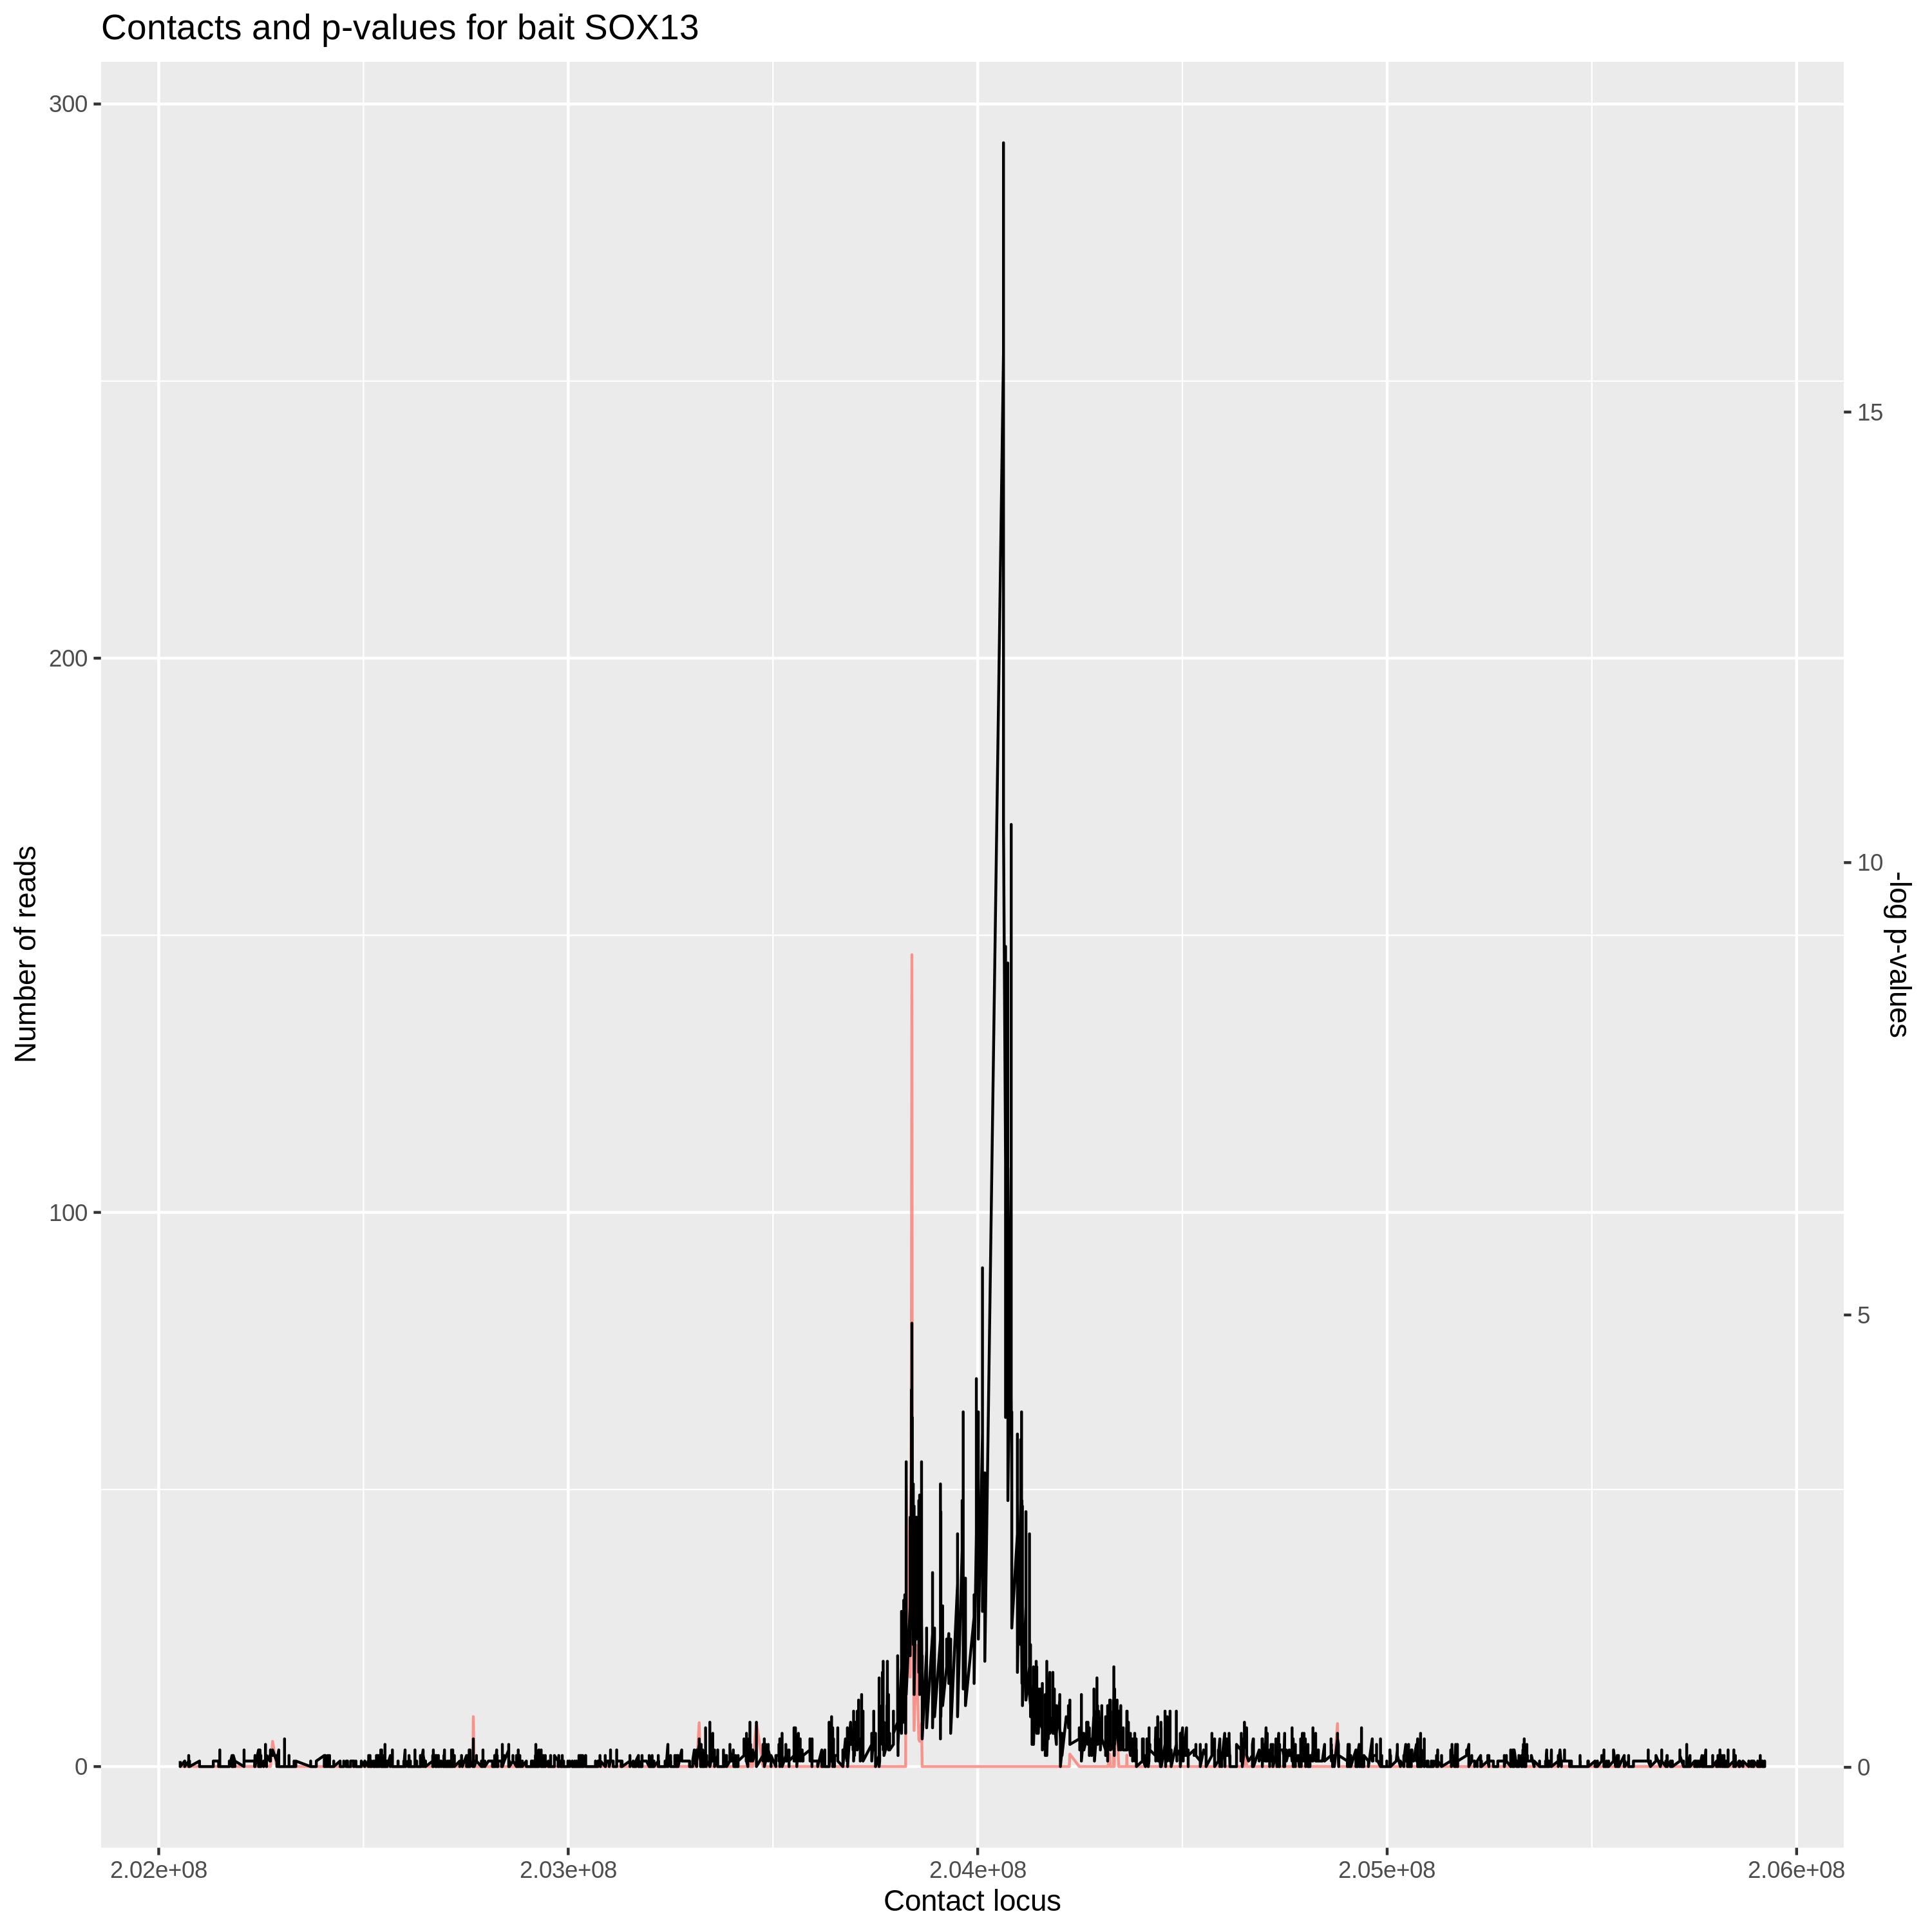 Contacts and p-values for bait SOX13
300
200
100
0
Number of reads
15
10
5
0
-log p-values
2.02e+08
2.03e+08
2.04e+08
2.05e+08
2.06e+08
Contact locus